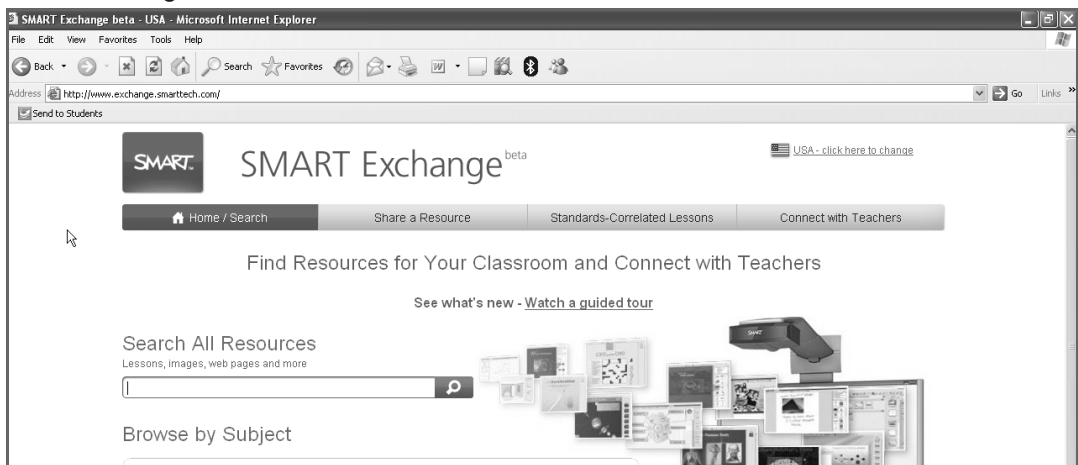 SMART Exchange beta - USA - Microsoft Internet Explorer
File Edit View Favorites Tools Help
Back Search Favorites
Address http://www.exchange.smarttech.com/ Go Links »
Send to Students
SMART™ SMART Exchange beta USA - click here to change
Home / Search Share a Resource Standards-Correlated Lessons Connect with Teachers
Find Resources for Your Classroom and Connect with Teachers
See what's new - Watch a guided tour
Search All Resources
Lessons, images, web pages and more
Browse by Subject